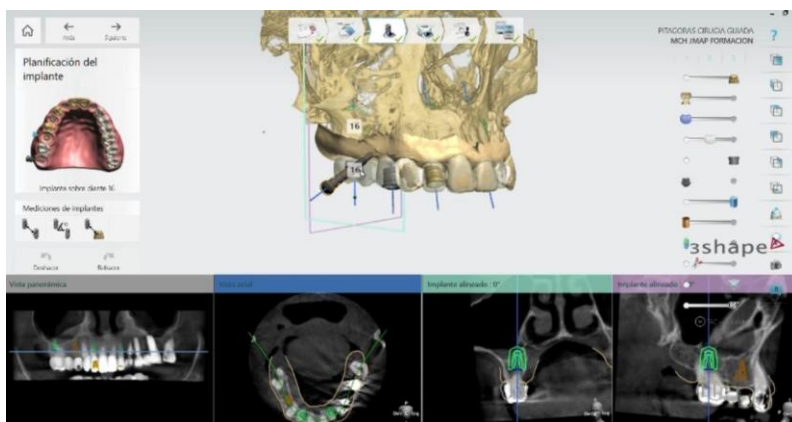 PITAGORAS CIRUGIA GUIADA
MCH JMAP FORMACION
Atrás
Siguiente
Planificación del
implante
Implante sobre diente 16
Mediciones de implantes
Deshacer
Rehacer
16
16
3shape
Vista panorámica
Vista axial
Implante alineado : 0°
Implante alineado :